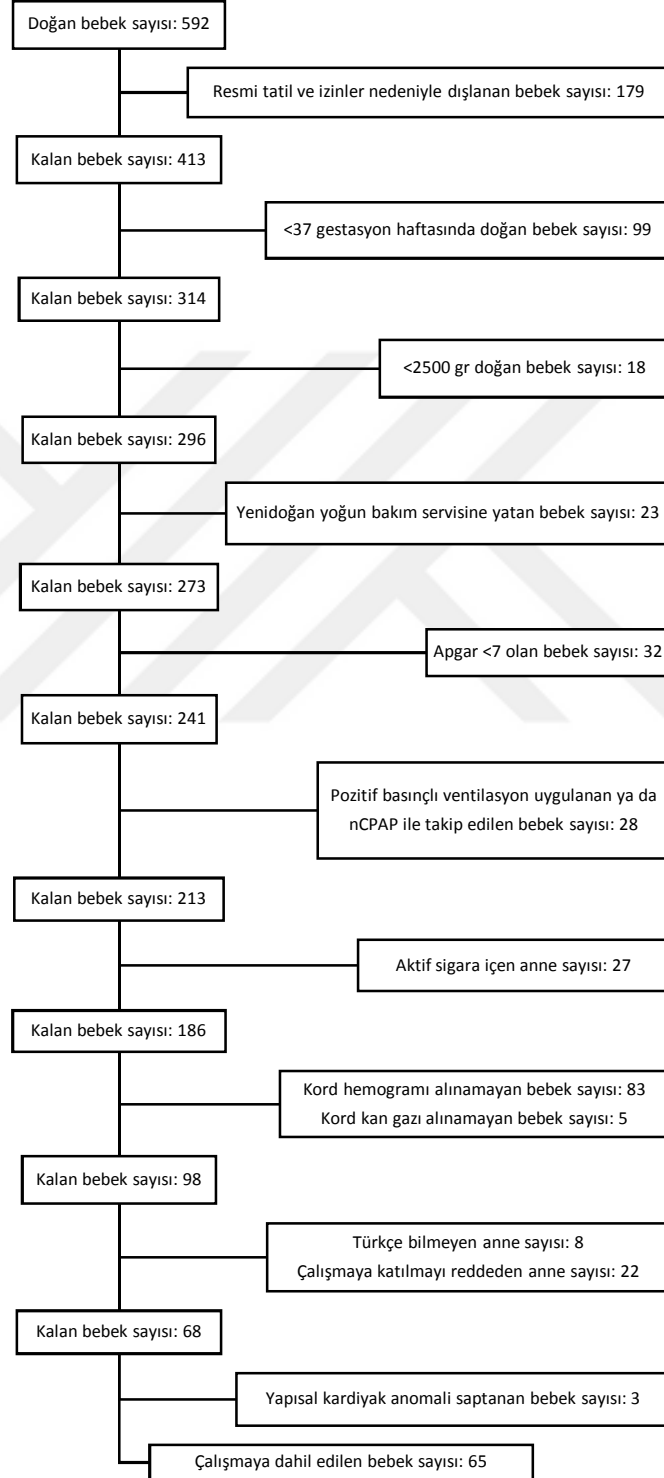 Doğan bebek sayısı: 592
Resmi tatil ve izinler nedeniyle dışlanan bebek sayısı: 179
Kalan bebek sayısı: 413
<37 gestasyon haftasında doğan bebek sayısı: 99
Kalan bebek sayısı: 314
<2500 gr doğan bebek sayısı: 18
Kalan bebek sayısı: 296
Yenidoğan yoğun bakım servisine yatan bebek sayısı: 23
Kalan bebek sayısı: 273
Apgar <7 olan bebek sayısı: 32
Kalan bebek sayısı: 241
Pozitif basınçlı ventilasyon uygulanan ya da
nCPAP ile takip edilen bebek sayısı: 28
Kalan bebek sayısı: 213
Aktif sigara içen anne sayısı: 27
Kalan bebek sayısı: 186
Kord hemogramı alınamayan bebek sayısı: 83
Kord kan gazı alınamayan bebek sayısı: 5
Kalan bebek sayısı: 98
Türkçe bilmeyen anne sayısı: 8
Çalışmaya katılmayı reddeden anne sayısı: 22
Kalan bebek sayısı: 68
Yapısal kardiyak anomali saptanan bebek sayısı: 3
Çalışmaya dahil edilen bebek sayısı: 65